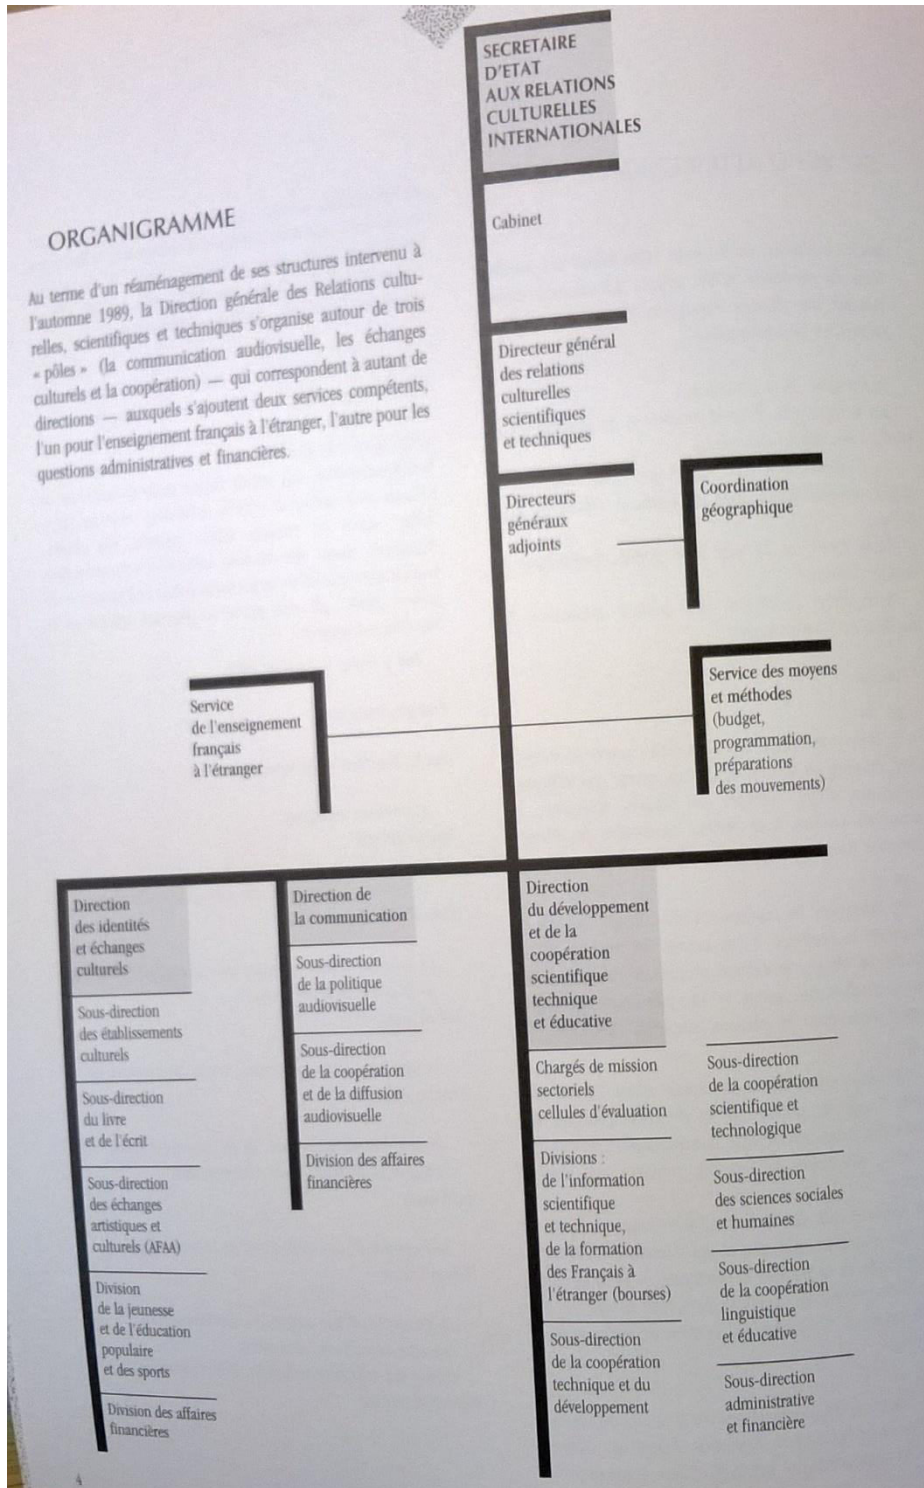 SECRETAIRE
D'ETAT
AUX RELATIONS
CULTURELLES
INTERNATIONALES
Cabinet
ORGANIGRAMME
Au terme d'un réaménagement de ses structures intervenu à
l'automne 1989, la Direction générale des Relations cultu-
relles, scientifiques et techniques s'organise autour de trois
« pôles » (la communication audiovisuelle, les échanges
culturels et la coopération) — qui correspondent à autant de
directions — auxquels s'ajoutent deux services compétents,
l'un pour l'enseignement français à l'étranger, l'autre pour les
questions administratives et financières.
Directeur général
des relations
culturelles
scientifiques
et techniques
Directeurs
généraux
adjoints
Coordination
géographique
Service
de l'enseignement
français
à l'étranger
Service des moyens
et méthodes
(budget,
programmation,
préparations
des mouvements)
Direction
des identités
et échanges
culturels
Sous-direction
des établissements
culturels
Sous-direction
du livre
et de l'écrit
Sous-direction
des échanges
artistiques et
culturels (AFAA)
Division
de la jeunesse
et de l'éducation
populaire
et des sports
Division des affaires
financières
Direction de
la communication
Sous-direction
de la politique
audiovisuelle
Sous-direction
de la coopération
et de la diffusion
audiovisuelle
Division des affaires
financières
Direction
du développement
et de la
coopération
scientifique
technique
et éducative
Chargés de mission
sectoriels
cellules d'évaluation
Divisions :
de l'information
scientifique
et technique,
de la formation
des Français à
l'étranger (bourses)
Sous-direction
de la coopération
technique et du
développement
Sous-direction
de la coopération
scientifique et
technologique
Sous-direction
des sciences sociales
et humaines
Sous-direction
de la coopération
linguistique
et éducative
Sous-direction
administrative
et financière
4